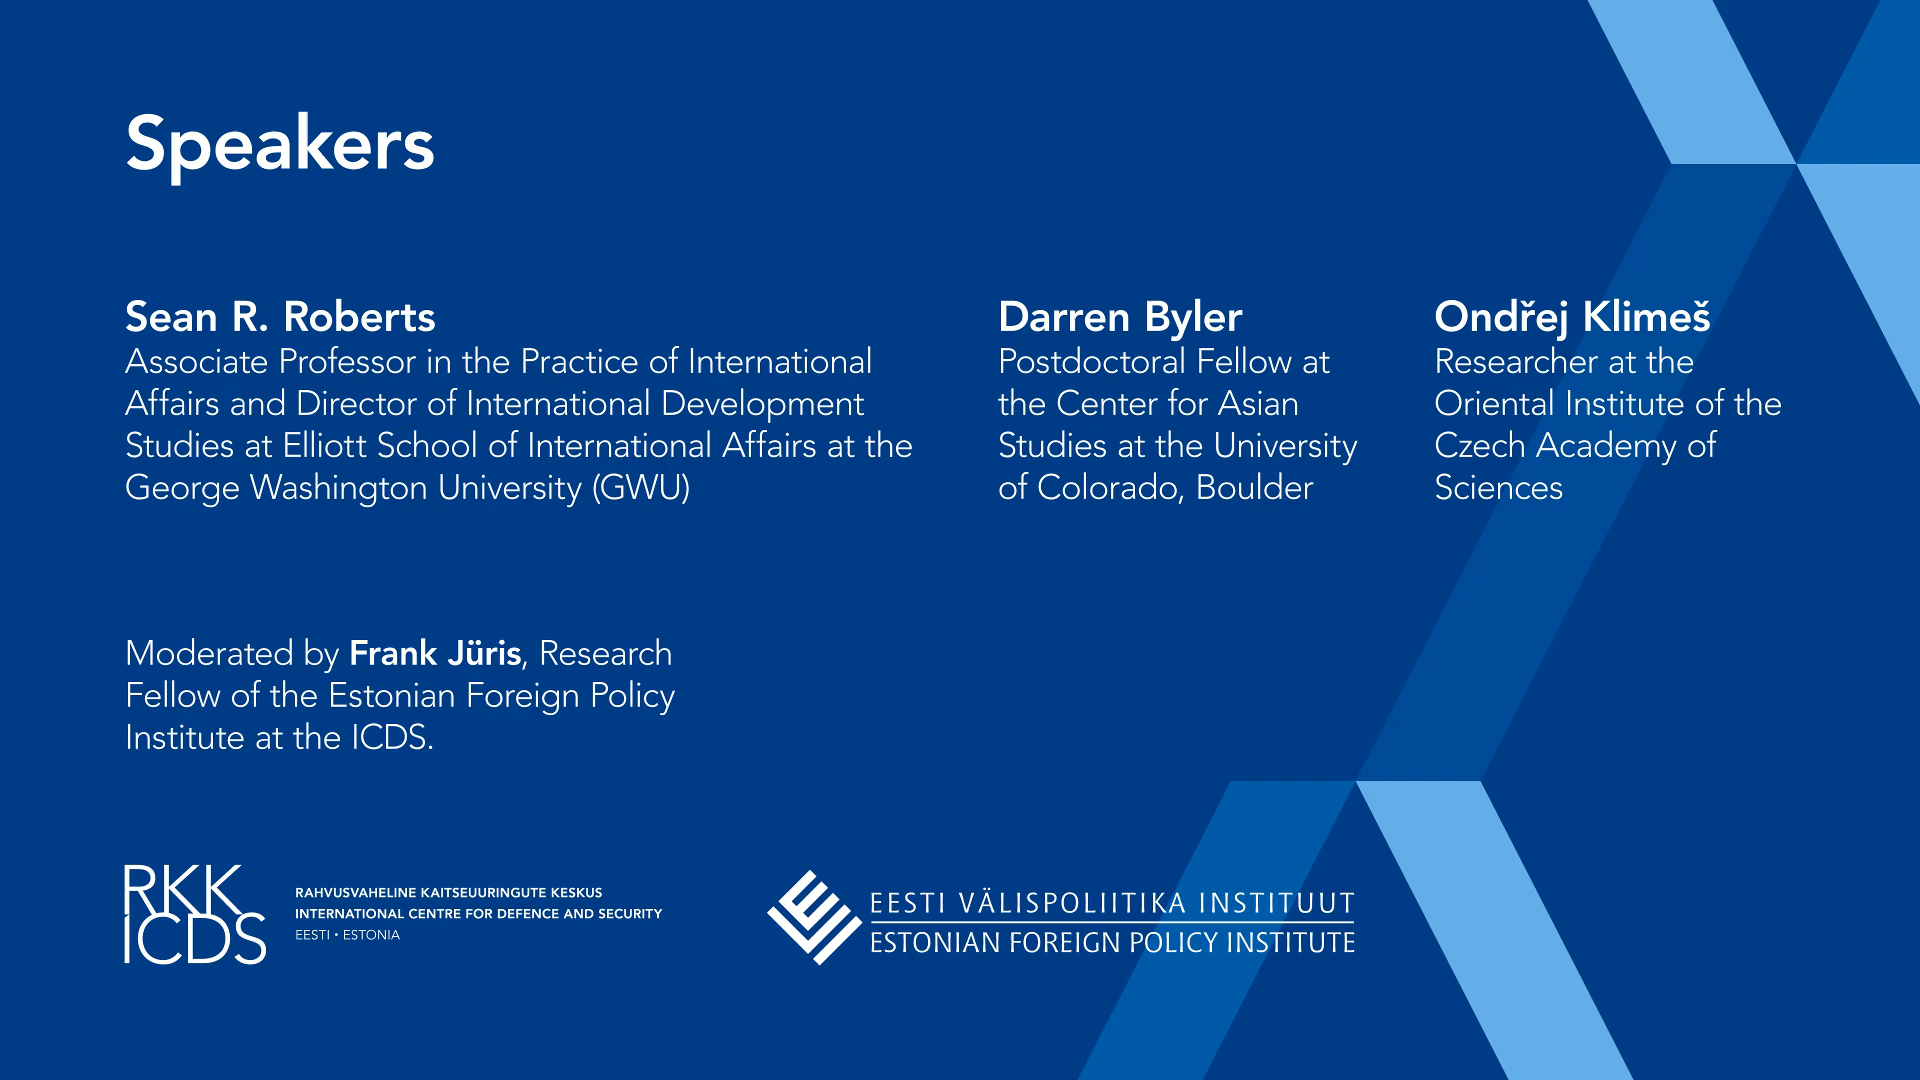 Speakers
Sean R. Roberts
Associate Professor in the Practice of International
Affairs and Director of International Development
Studies at Elliott School of International Affairs at the
George Washington University (GWU)
Darren Byler
Postdoctoral Fellow at
the Center for Asian
Studies at the University
of Colorado, Boulder
Ondřej Klimeš
Researcher at the
Oriental Institute of the
Czech Academy of
Sciences
Moderated by Frank Jüris, Research
Fellow of the Estonian Foreign Policy
Institute at the ICDS.
RKK
ICDS
RAHVUSVAHELINE KAITSEUURINGUTE KESKUS
INTERNATIONAL CENTRE FOR DEFENCE AND SECURITY
EESTI • ESTONIA
EESTI VÄLISPOLIITIKA INSTITUUT
ESTONIAN FOREIGN POLICY INSTITUTE